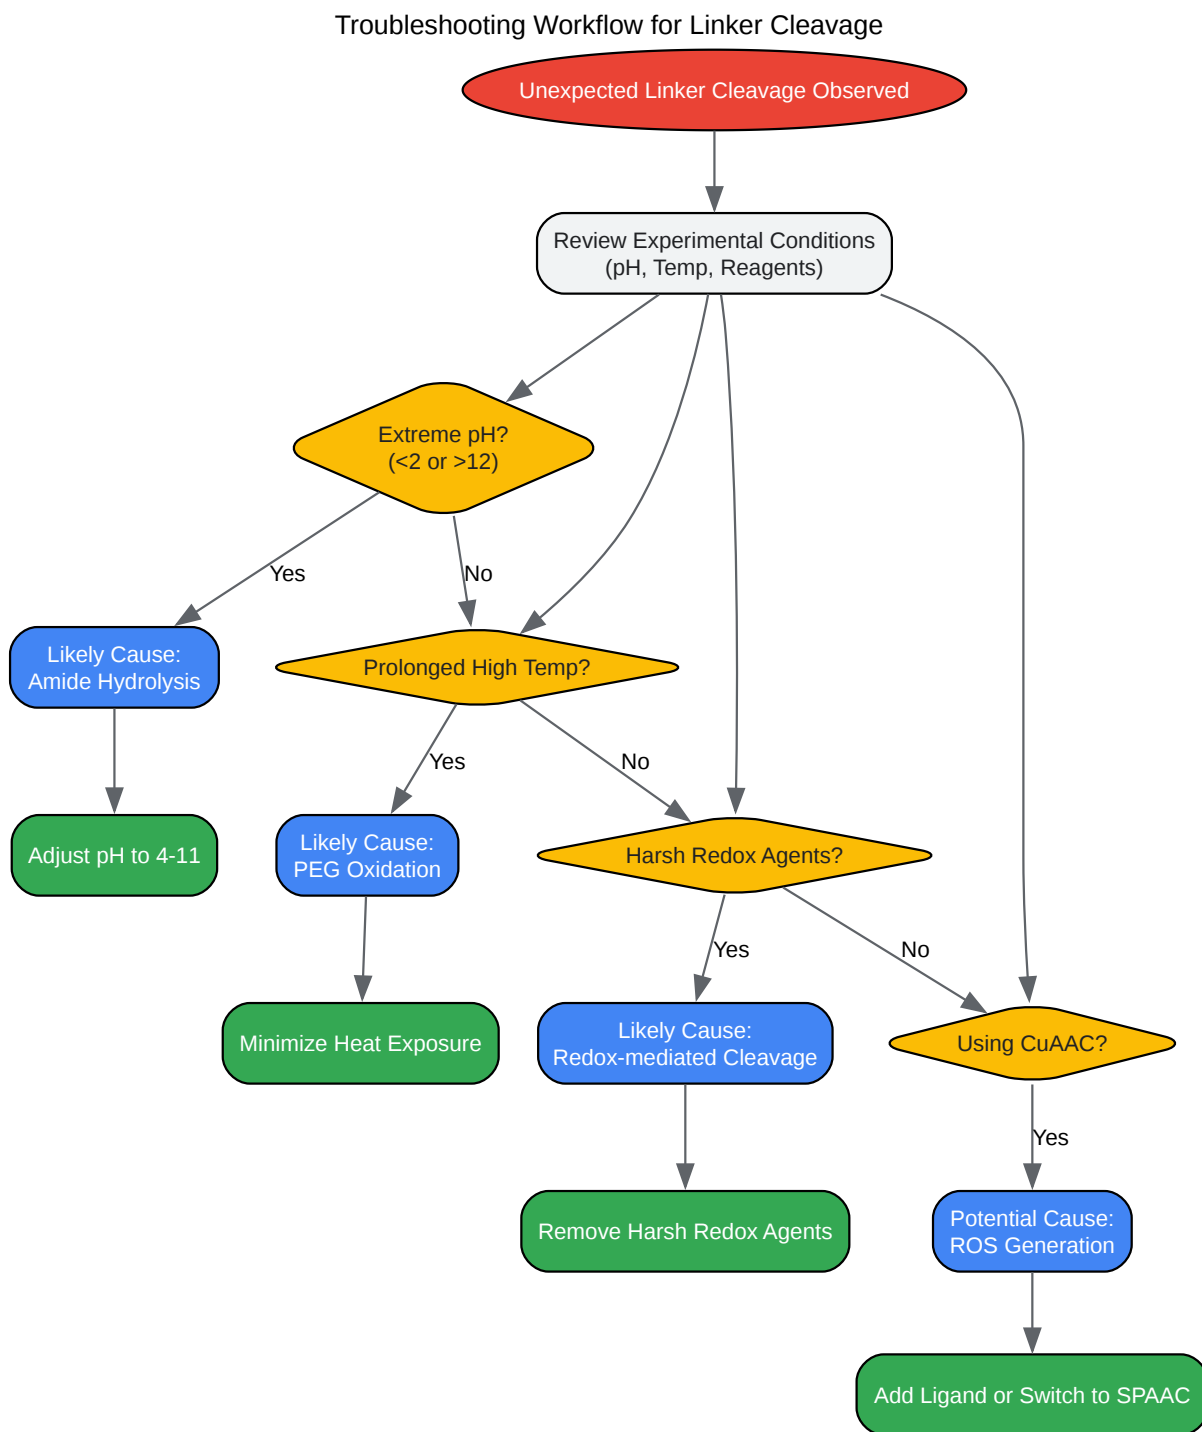 Troubleshooting Workflow for Linker Cleavage
Unexpected Linker Cleavage Observed
Review Experimental Conditions
(pH, Temp, Reagents)
Extreme pH?
(<2 or >12)
Yes
No
Likely Cause:
Amide Hydrolysis
Prolonged High Temp?
Yes
No
Adjust pH to 4-11
Likely Cause:
PEG Oxidation
Harsh Redox Agents?
Yes
No
Minimize Heat Exposure
Likely Cause:
Redox-mediated Cleavage
Using CuAAC?
Yes
Remove Harsh Redox Agents
Potential Cause:
ROS Generation
Add Ligand or Switch to SPAAC